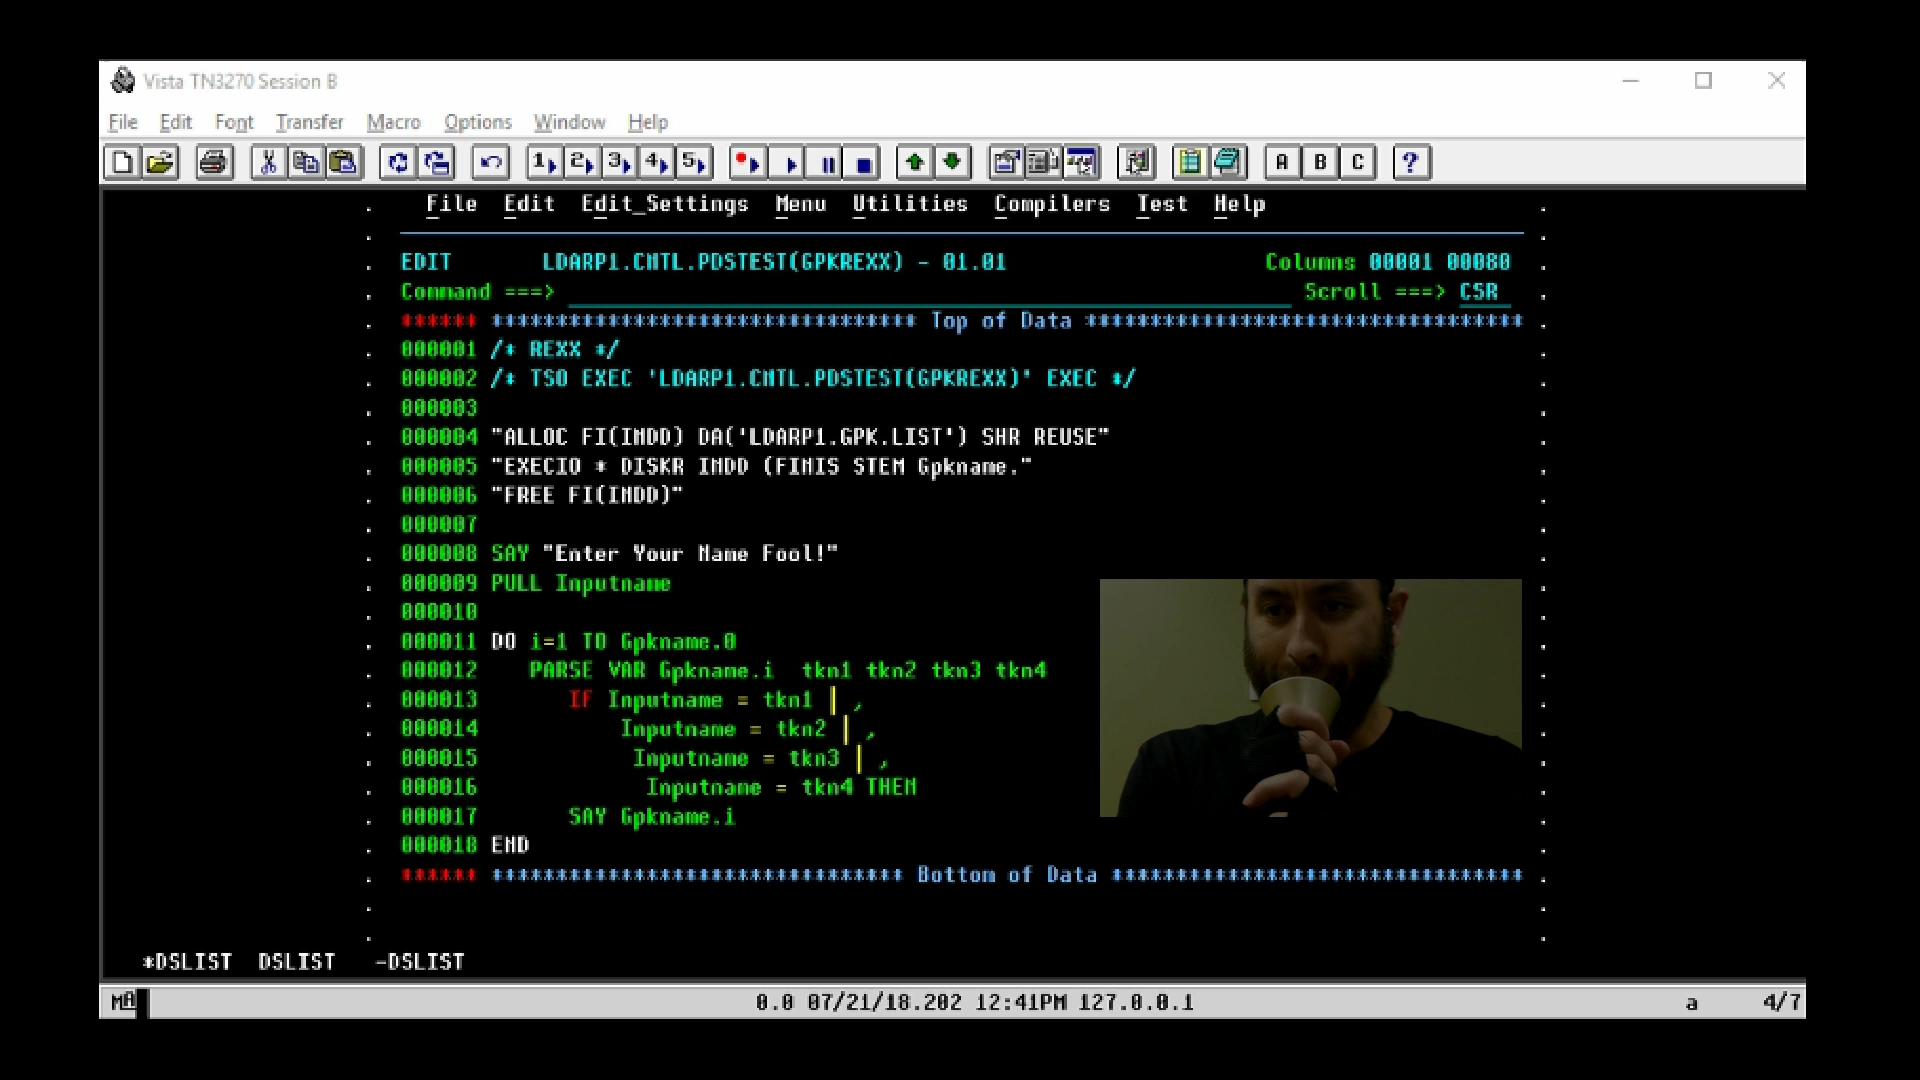 Vista TN3270 Session B
File Edit Font Transfer Macro Options Window Help
1 2 3 4 5 A B C ?
. File Edit Edit_Settings Menu Utilities Compilers Test Help .
. .
. EDIT LDARP1.CNTL.PDSTEST(GPKREXX) - 01.01 Columns 00001 00080 .
. Command ===> Scroll ===> CSR .
. ****** ********************************* Top of Data ********************************** .
. 000001 /* REXX */ .
. 000002 /* TSO EXEC 'LDARP1.CNTL.PDSTEST(GPKREXX)' EXEC */ .
. 000003 .
. 000004 "ALLOC FI(INDD) DA('LDARP1.GPK.LIST') SHR REUSE" .
. 000005 "EXECIO * DISKR INDD (FINIS STEM Gpkname." .
. 000006 "FREE FI(INDD)" .
. 000007 .
. 000008 SAY "Enter Your Name Fool!" .
. 000009 PULL Inputname .
. 000010 .
. 000011 DO i=1 TO Gpkname.0 .
. 000012 PARSE VAR Gpkname.i tkn1 tkn2 tkn3 tkn4 .
. 000013 IF Inputname = tkn1 | , .
. 000014 Inputname = tkn2 | , .
. 000015 Inputname = tkn3 | , .
. 000016 Inputname = tkn4 THEN .
. 000017 SAY Gpkname.i .
. 000018 END .
. ****** ******************************** Bottom of Data ******************************** .
. .
. .
*DSLIST DSLIST -DSLIST
MA 0.0 07/21/18.202 12:41PM 127.0.0.1 a 4/7